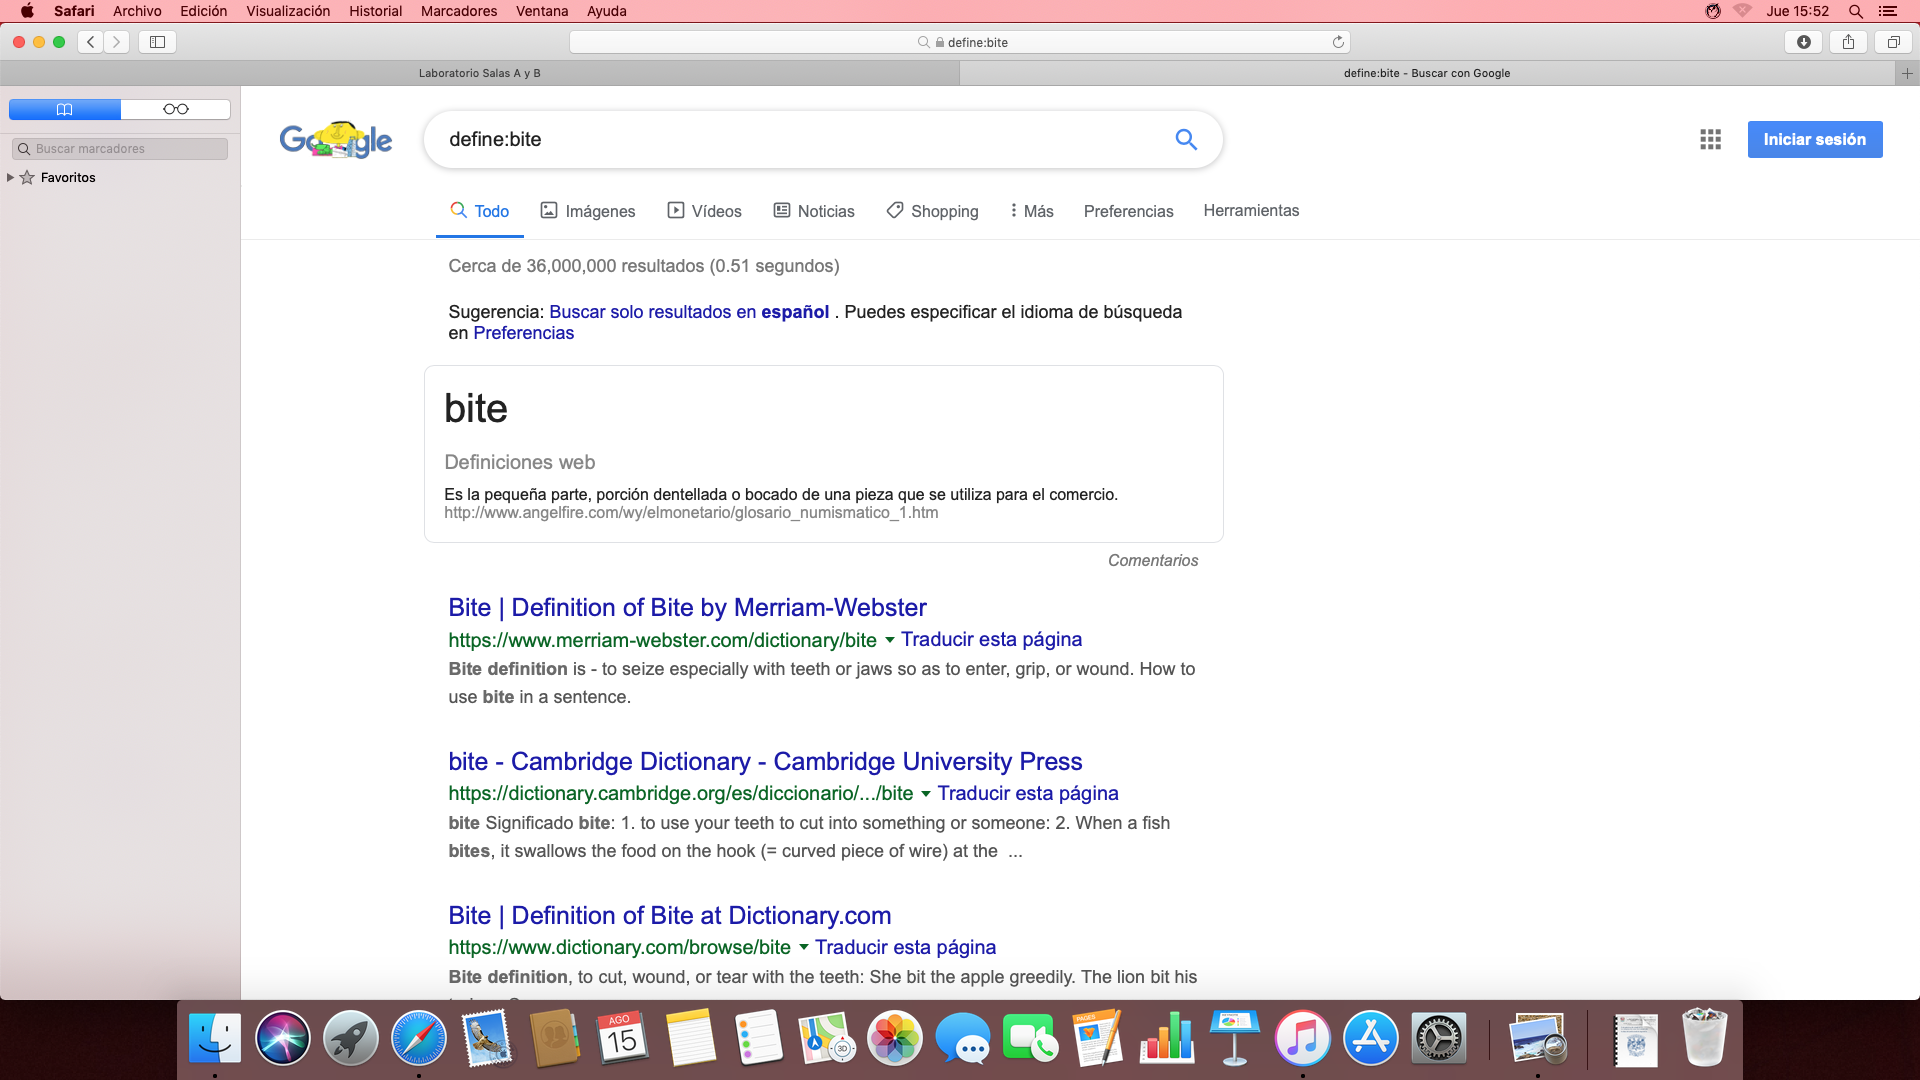 Safari Archivo Edición Visualización Historial Marcadores Ventana Ayuda
Jue 15:52
define:bite
Laboratorio Salas A y B
define:bite - Buscar con Google
Buscar marcadores
Favoritos
Google
define:bite
Iniciar sesión
Todo Imágenes Vídeos Noticias Shopping Más Preferencias Herramientas
Cerca de 36,000,000 resultados (0.51 segundos)
Sugerencia: Buscar solo resultados en español . Puedes especificar el idioma de búsqueda
en Preferencias
bite
Definiciones web
Es la pequeña parte, porción dentellada o bocado de una pieza que se utiliza para el comercio.
http://www.angelfire.com/wy/elmonetario/glosario_numismatico_1.htm
Comentarios
Bite | Definition of Bite by Merriam-Webster
https://www.merriam-webster.com/dictionary/bite Traducir esta página
Bite definition is - to seize especially with teeth or jaws so as to enter, grip, or wound. How to
use bite in a sentence.
bite - Cambridge Dictionary - Cambridge University Press
https://dictionary.cambridge.org/es/diccionario/.../bite Traducir esta página
bite Significado bite: 1. to use your teeth to cut into something or someone: 2. When a fish
bites, it swallows the food on the hook (= curved piece of wire) at the ...
Bite | Definition of Bite at Dictionary.com
https://www.dictionary.com/browse/bite Traducir esta página
Bite definition, to cut, wound, or tear with the teeth: She bit the apple greedily. The lion bit his
AGO
15
3D
PAGES